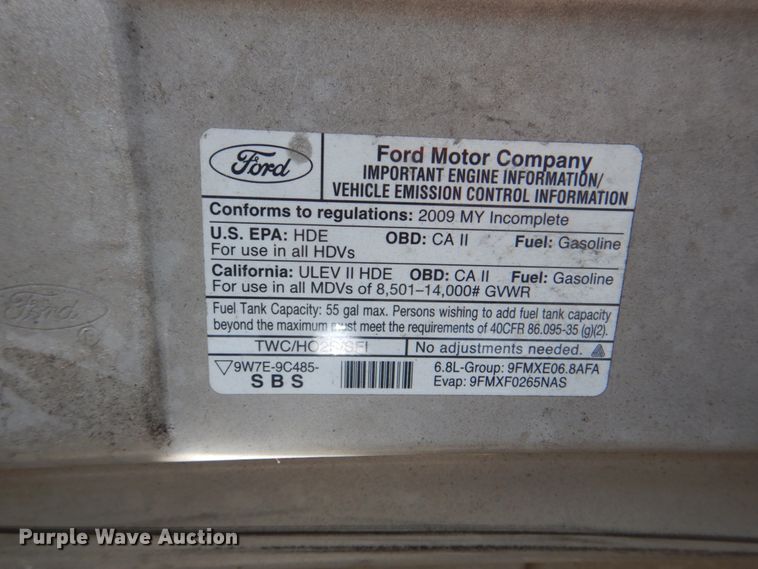 Ford
Ford Motor Company
IMPORTANT ENGINE INFORMATION/
VEHICLE EMISSION CONTROL INFORMATION
Conforms to regulations: 2009 MY Incomplete
U.S. EPA: HDE OBD: CA II Fuel: Gasoline
For use in all HDVs
California: ULEV II HDE OBD: CA II Fuel: Gasoline
For use in all MDVs of 8,501–14,000# GVWR
Fuel Tank Capacity: 55 gal max. Persons wishing to add fuel tank capacity
beyond the maximum must meet the requirements of 40CFR 86.095-35 (g)(2).
TWC/HO2S/SFI No adjustments needed.
9W7E-9C485-
SBS
6.8L-Group: 9FMXE06.8AFA
Evap: 9FMXF0265NAS
Ford
Purple Wave Auction